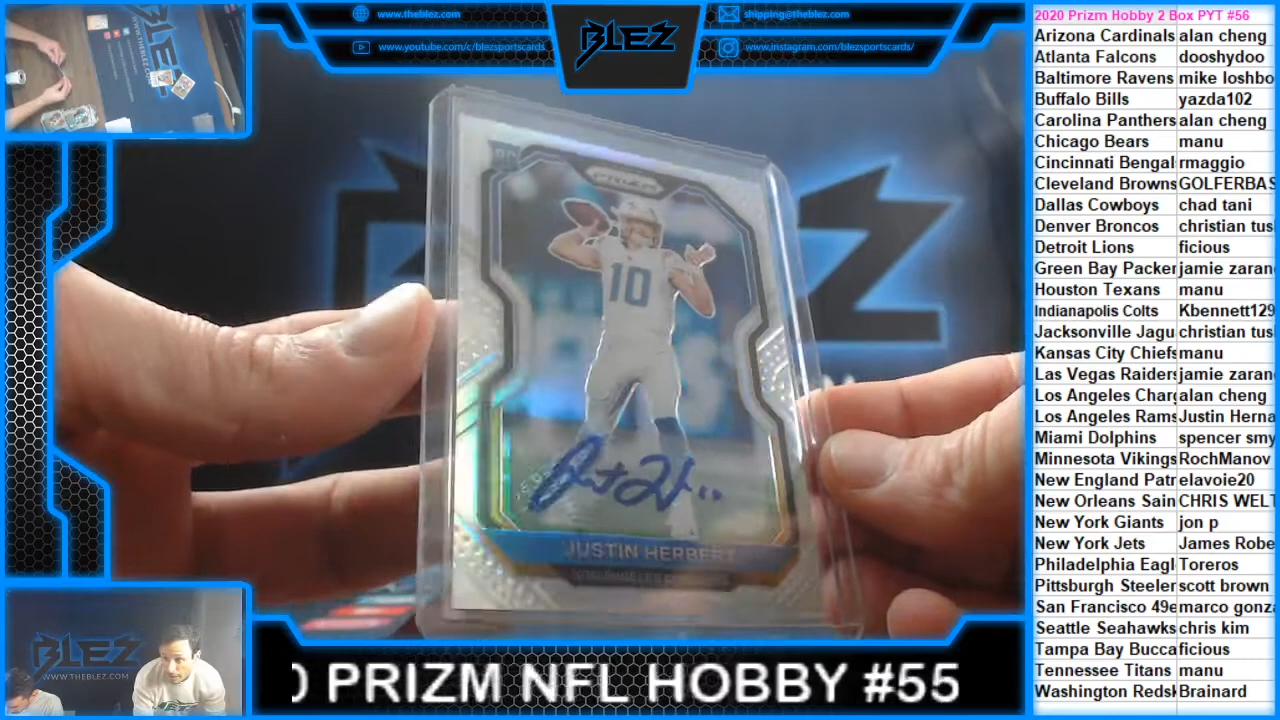 www.theblez.com
www.youtube.com/c/blezsportscards
BLEZ
shipping@theblez.com
www.instagram.com/blezsportscards/
PRIZM
10
JUSTIN HERBERT
BLEZ
WWW.THEBLEZ.COM
0 PRIZM NFL HOBBY #55
2020 Prizm Hobby 2 Box PYT #56
Arizona Cardinals alan cheng
Atlanta Falcons dooshydoo
Baltimore Ravens mike loshbo
Buffalo Bills yazda102
Carolina Panthers alan cheng
Chicago Bears manu
Cincinnati Bengal rmaggio
Cleveland Browns GOLFERBAS
Dallas Cowboys chad tani
Denver Broncos christian tus
Detroit Lions ficious
Green Bay Packer jamie zaran
Houston Texans manu
Indianapolis Colts Kbennett129
Jacksonville Jagu christian tus
Kansas City Chiefs manu
Las Vegas Raiders jamie zaran
Los Angeles Charg alan cheng
Los Angeles Rams Justin Herna
Miami Dolphins spencer smy
Minnesota Vikings RochManov
New England Patr elavoie20
New Orleans Sain CHRIS WELT
New York Giants jon p
New York Jets James Robe
Philadelphia Eagl Toreros
Pittsburgh Steeler scott brown
San Francisco 49e marco gonza
Seattle Seahawks chris kim
Tampa Bay Bucca ficious
Tennessee Titans manu
Washington Redsk Brainard